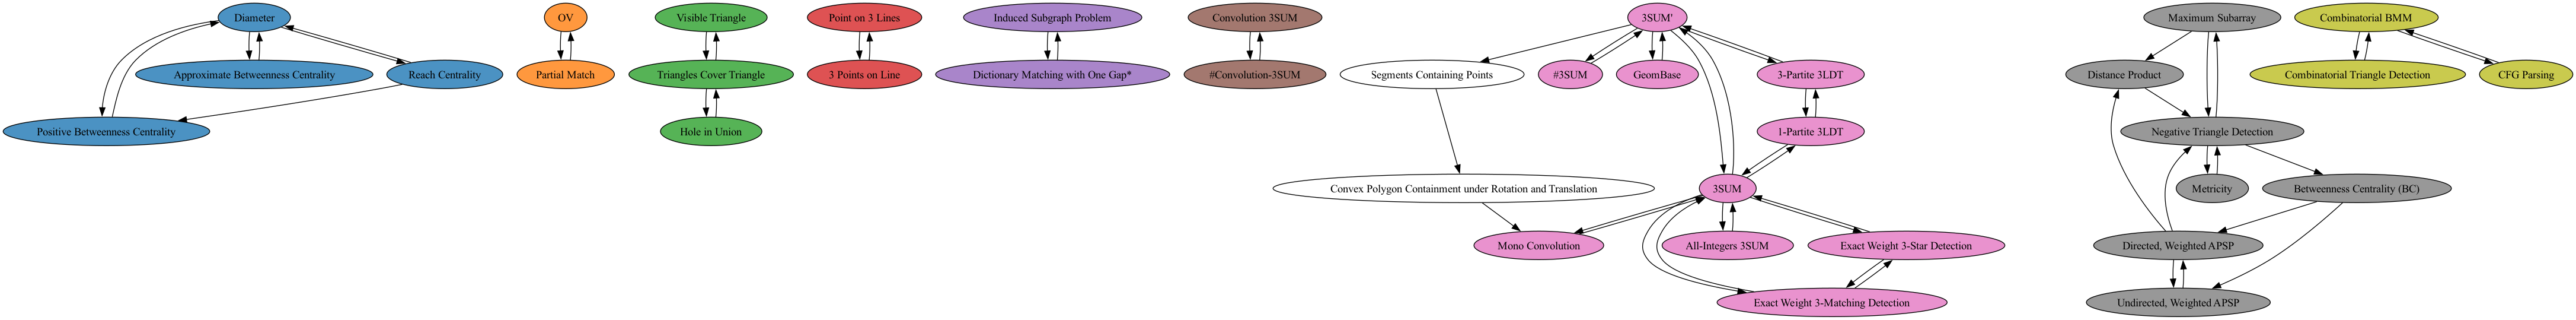 Diameter
OV
Visible Triangle
Point on 3 Lines
Induced Subgraph Problem
Convolution 3SUM
3SUM'
Maximum Subarray
Combinatorial BMM
Approximate Betweenness Centrality
Reach Centrality
Partial Match
Triangles Cover Triangle
3 Points on Line
Dictionary Matching with One Gap*
#Convolution-3SUM
Segments Containing Points
#3SUM
GeomBase
3-Partite 3LDT
Distance Product
Combinatorial Triangle Detection
CFG Parsing
Positive Betweenness Centrality
Hole in Union
1-Partite 3LDT
Negative Triangle Detection
Convex Polygon Containment under Rotation and Translation
3SUM
Metricity
Betweenness Centrality (BC)
Mono Convolution
All-Integers 3SUM
Exact Weight 3-Star Detection
Directed, Weighted APSP
Exact Weight 3-Matching Detection
Undirected, Weighted APSP